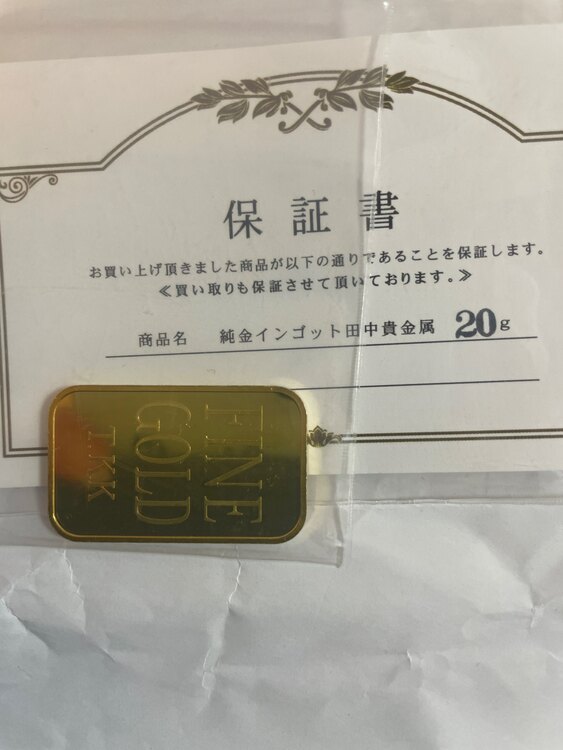 保証書
お買い上げ頂きました商品が以下の通りであることを保証します。
≪買い取りも保証させて頂いております。≫
商品名 純金インゴット田中貴金属 20g
FINE
GOLD
TKK